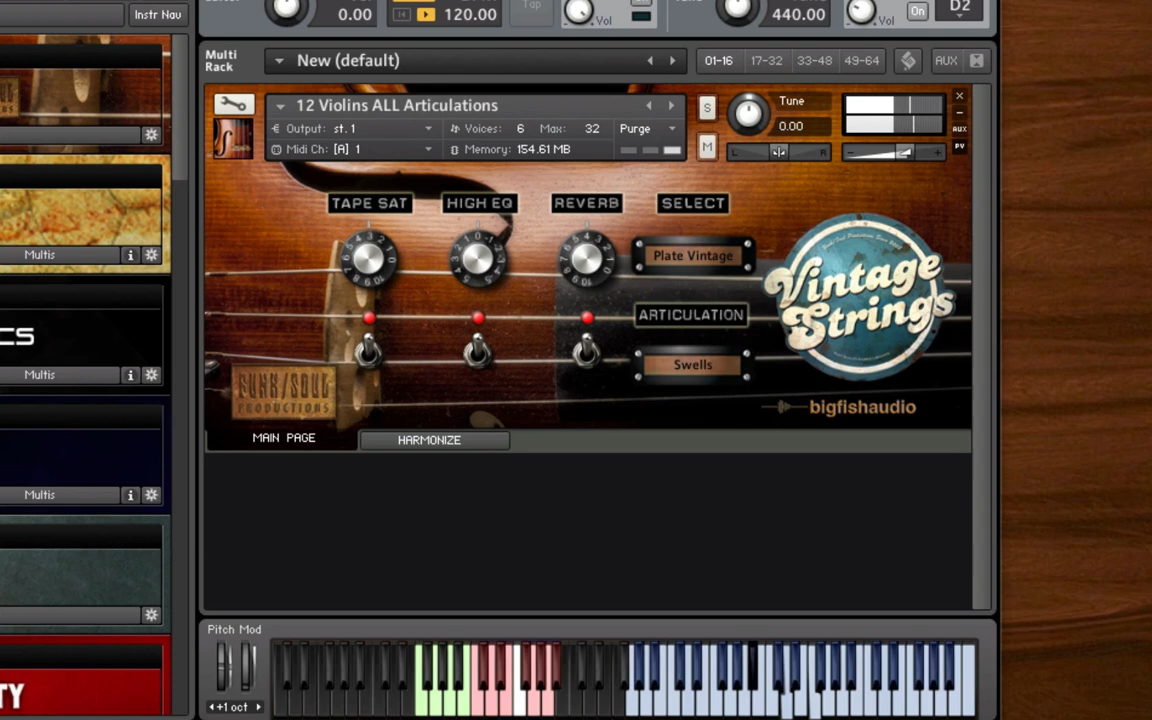 Instr Nav
0.00
120.00
Tap
Vol
440.00
Vol
On
D2
Multi
Rack
New (default)
01-16
17-32
33-48
49-64
AUX
12 Violins ALL Articulations
Output: st.1
Voices: 6
Max: 32
Purge
Midi Ch: [A] 1
Memory: 154.61 MB
S
M
Tune
0.00
L
R
AUX
PV
TAPE SAT
HIGH EQ
REVERB
SELECT
Plate Vintage
ARTICULATION
Swells
Vintage
Strings
FUNK/SOUL
PRODUCTIONS
bigfishaudio
MAIN PAGE
HARMONIZE
Multis
CS
Multis
Multis
TY
Pitch Mod
+1 oct